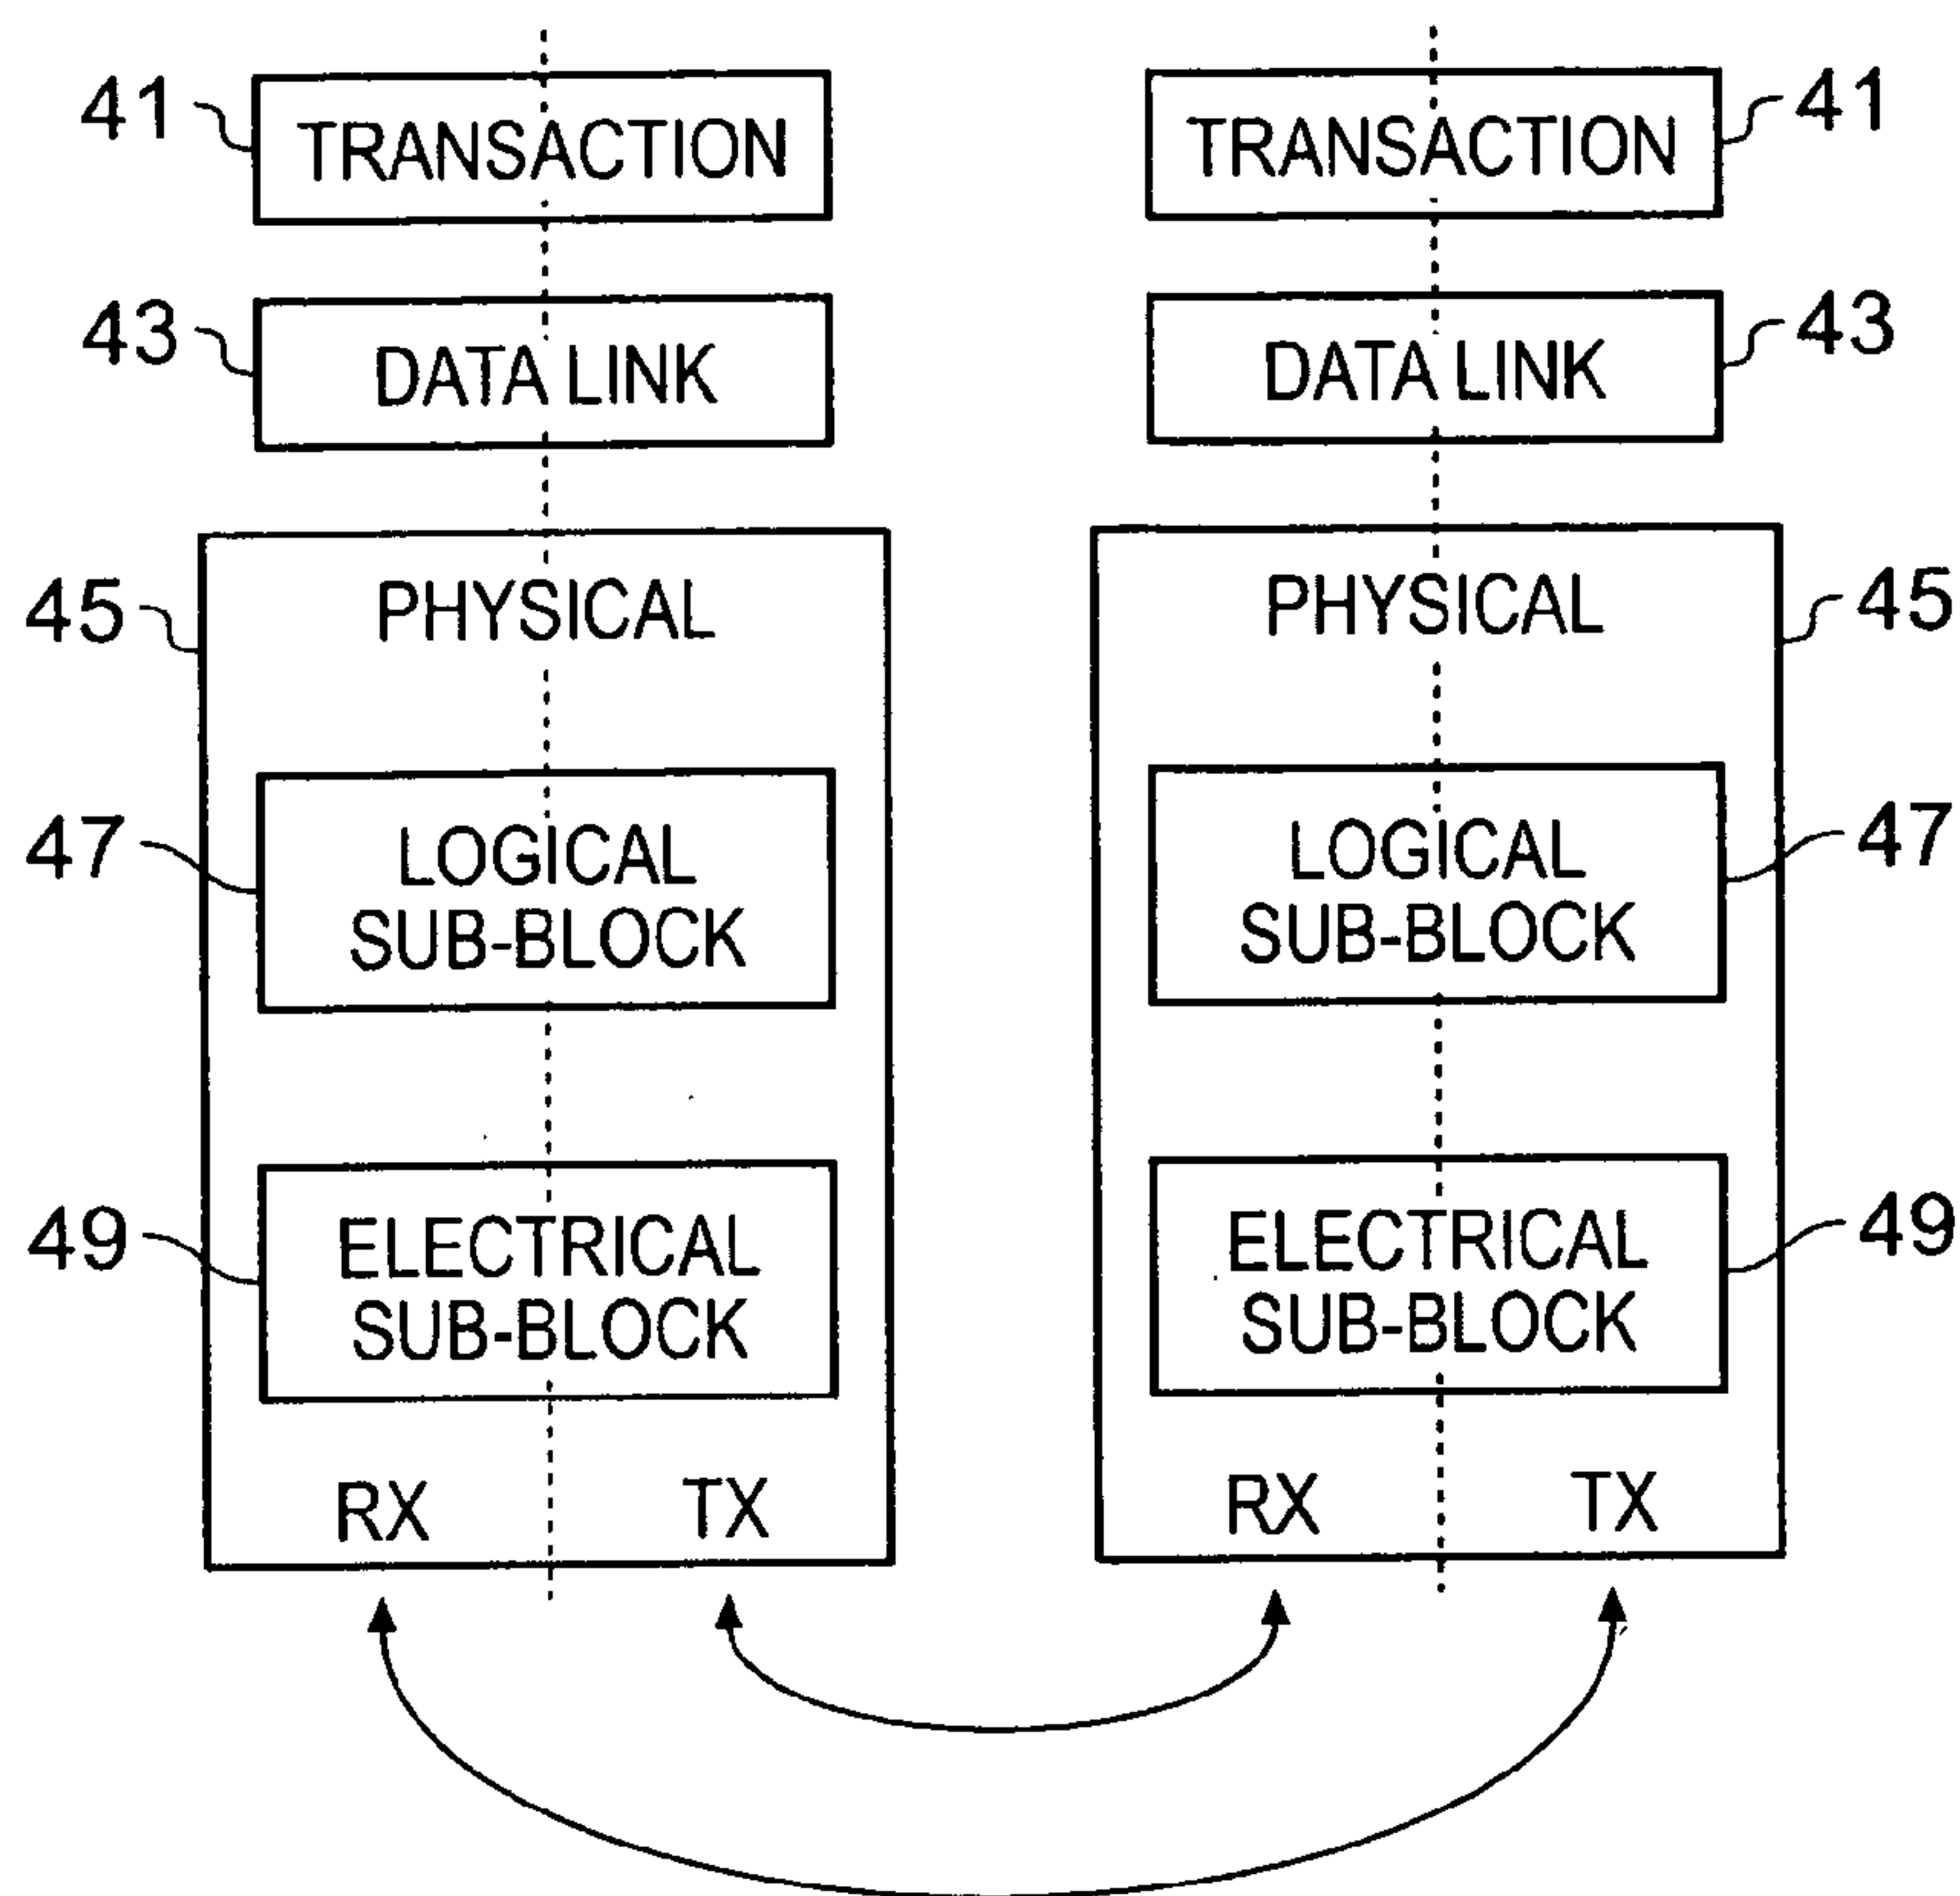 41 TRANSACTION TRANSACTION 41
43 DATA LINK DATA LINK 43
45 PHYSICAL PHYSICAL 45
47 LOGICAL LOGICAL 47
SUB-BLOCK SUB-BLOCK
49 ELECTRICAL ELECTRICAL 49
SUB-BLOCK SUB-BLOCK
RX TX RX TX